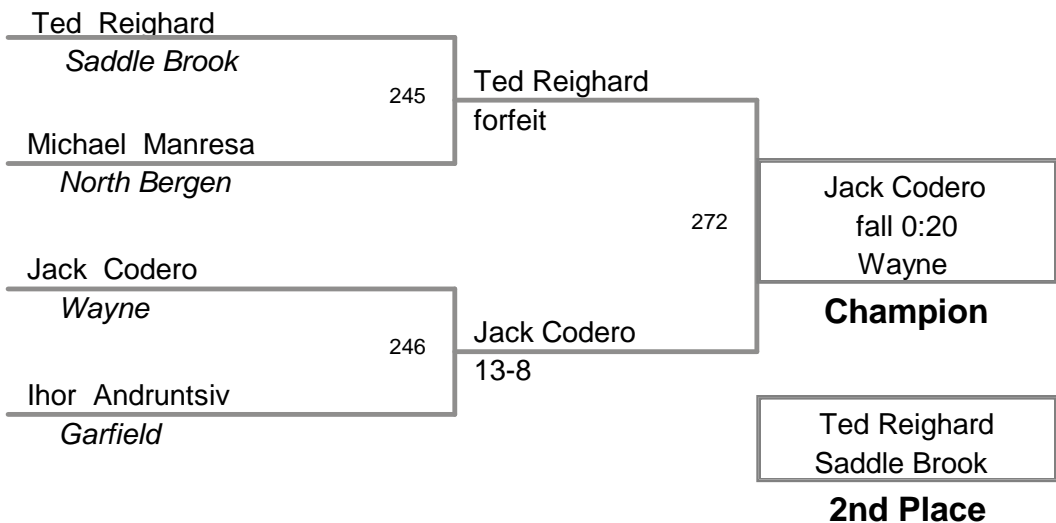 Ted Reighard
Saddle Brook
245
Ted Reighard
forfeit
Michael Manresa
North Bergen
272
Jack Codero
fall 0:20
Wayne
Champion
Jack Codero
Wayne
246
Jack Codero
13-8
Ihor Andruntsiv
Garfield
Ted Reighard
Saddle Brook
2nd Place